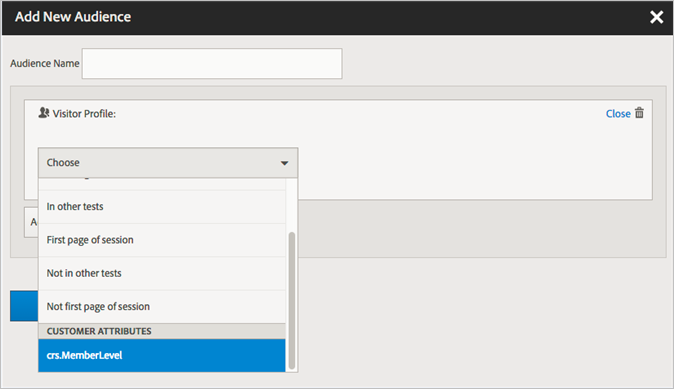 Add New Audience
Audience Name
Visitor Profile:
Close
Choose
In other tests
First page of session
Not in other tests
Not first page of session
CUSTOMER ATTRIBUTES
crs.MemberLevel